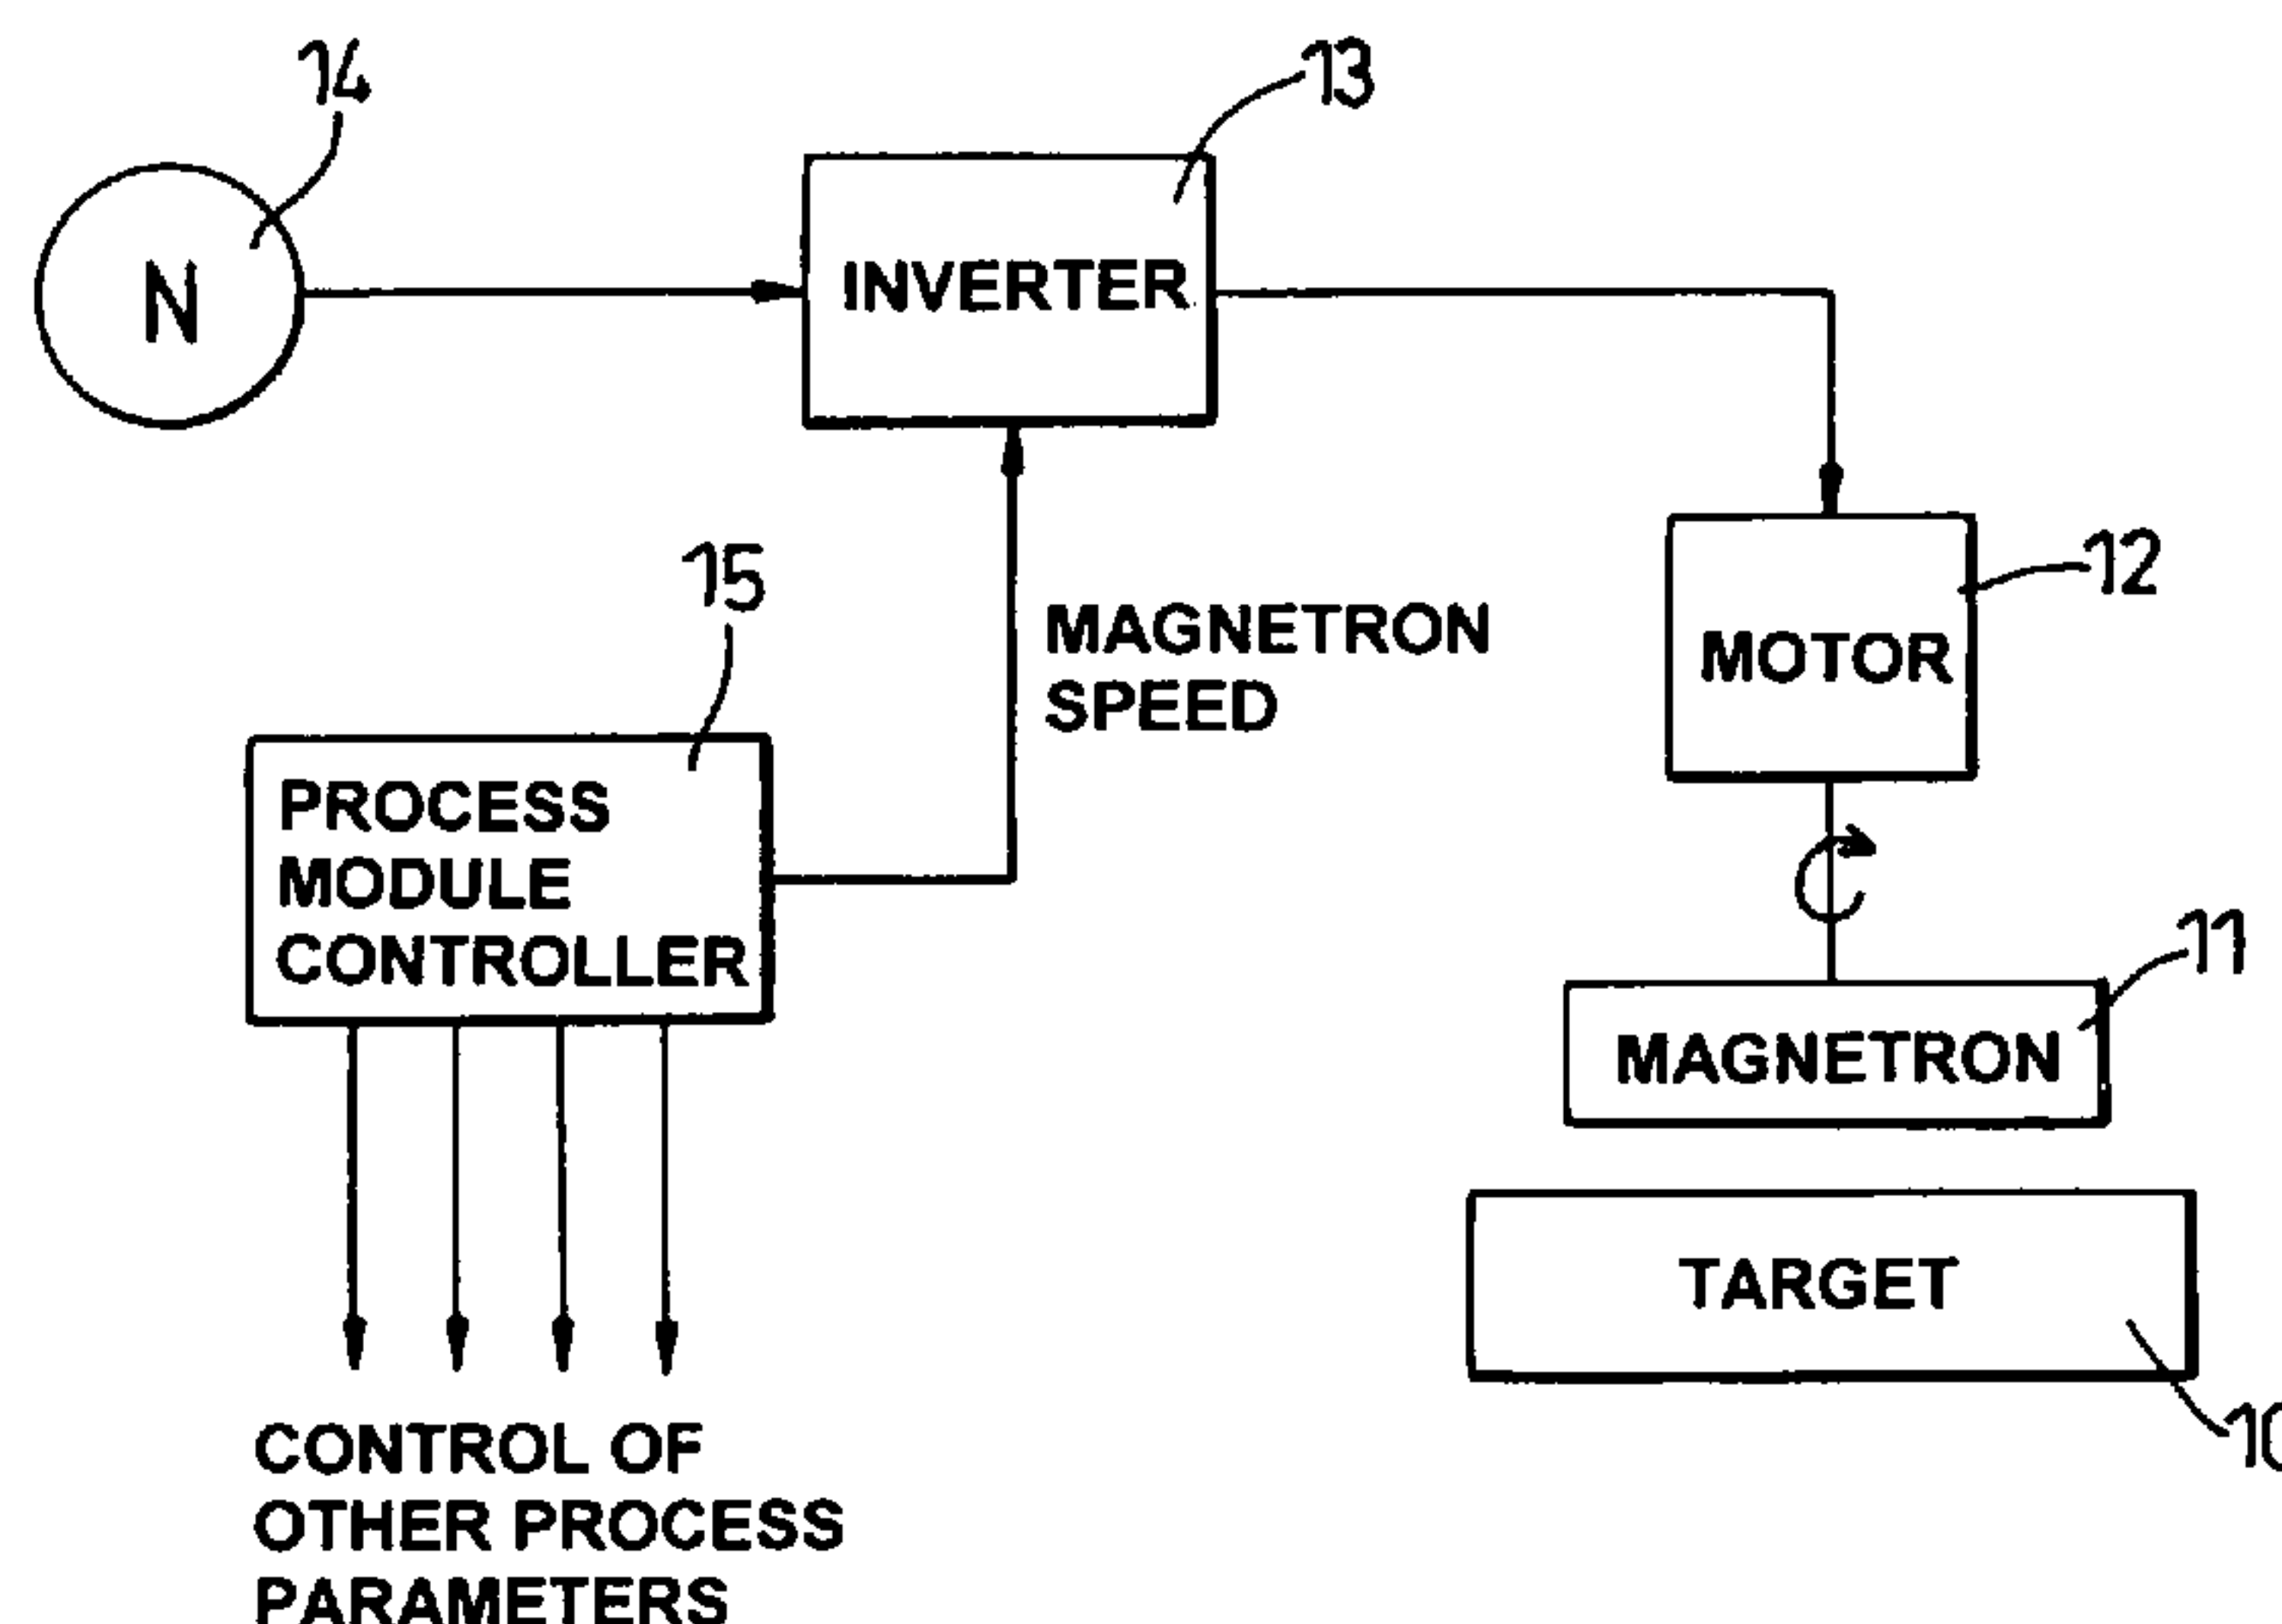 14
13
N
INVERTER
15
12
MAGNETRON
SPEED
MOTOR
PROCESS
MODULE
CONTROLLER
11
MAGNETRON
TARGET
10
CONTROL OF
OTHER PROCESS
PARAMETERS